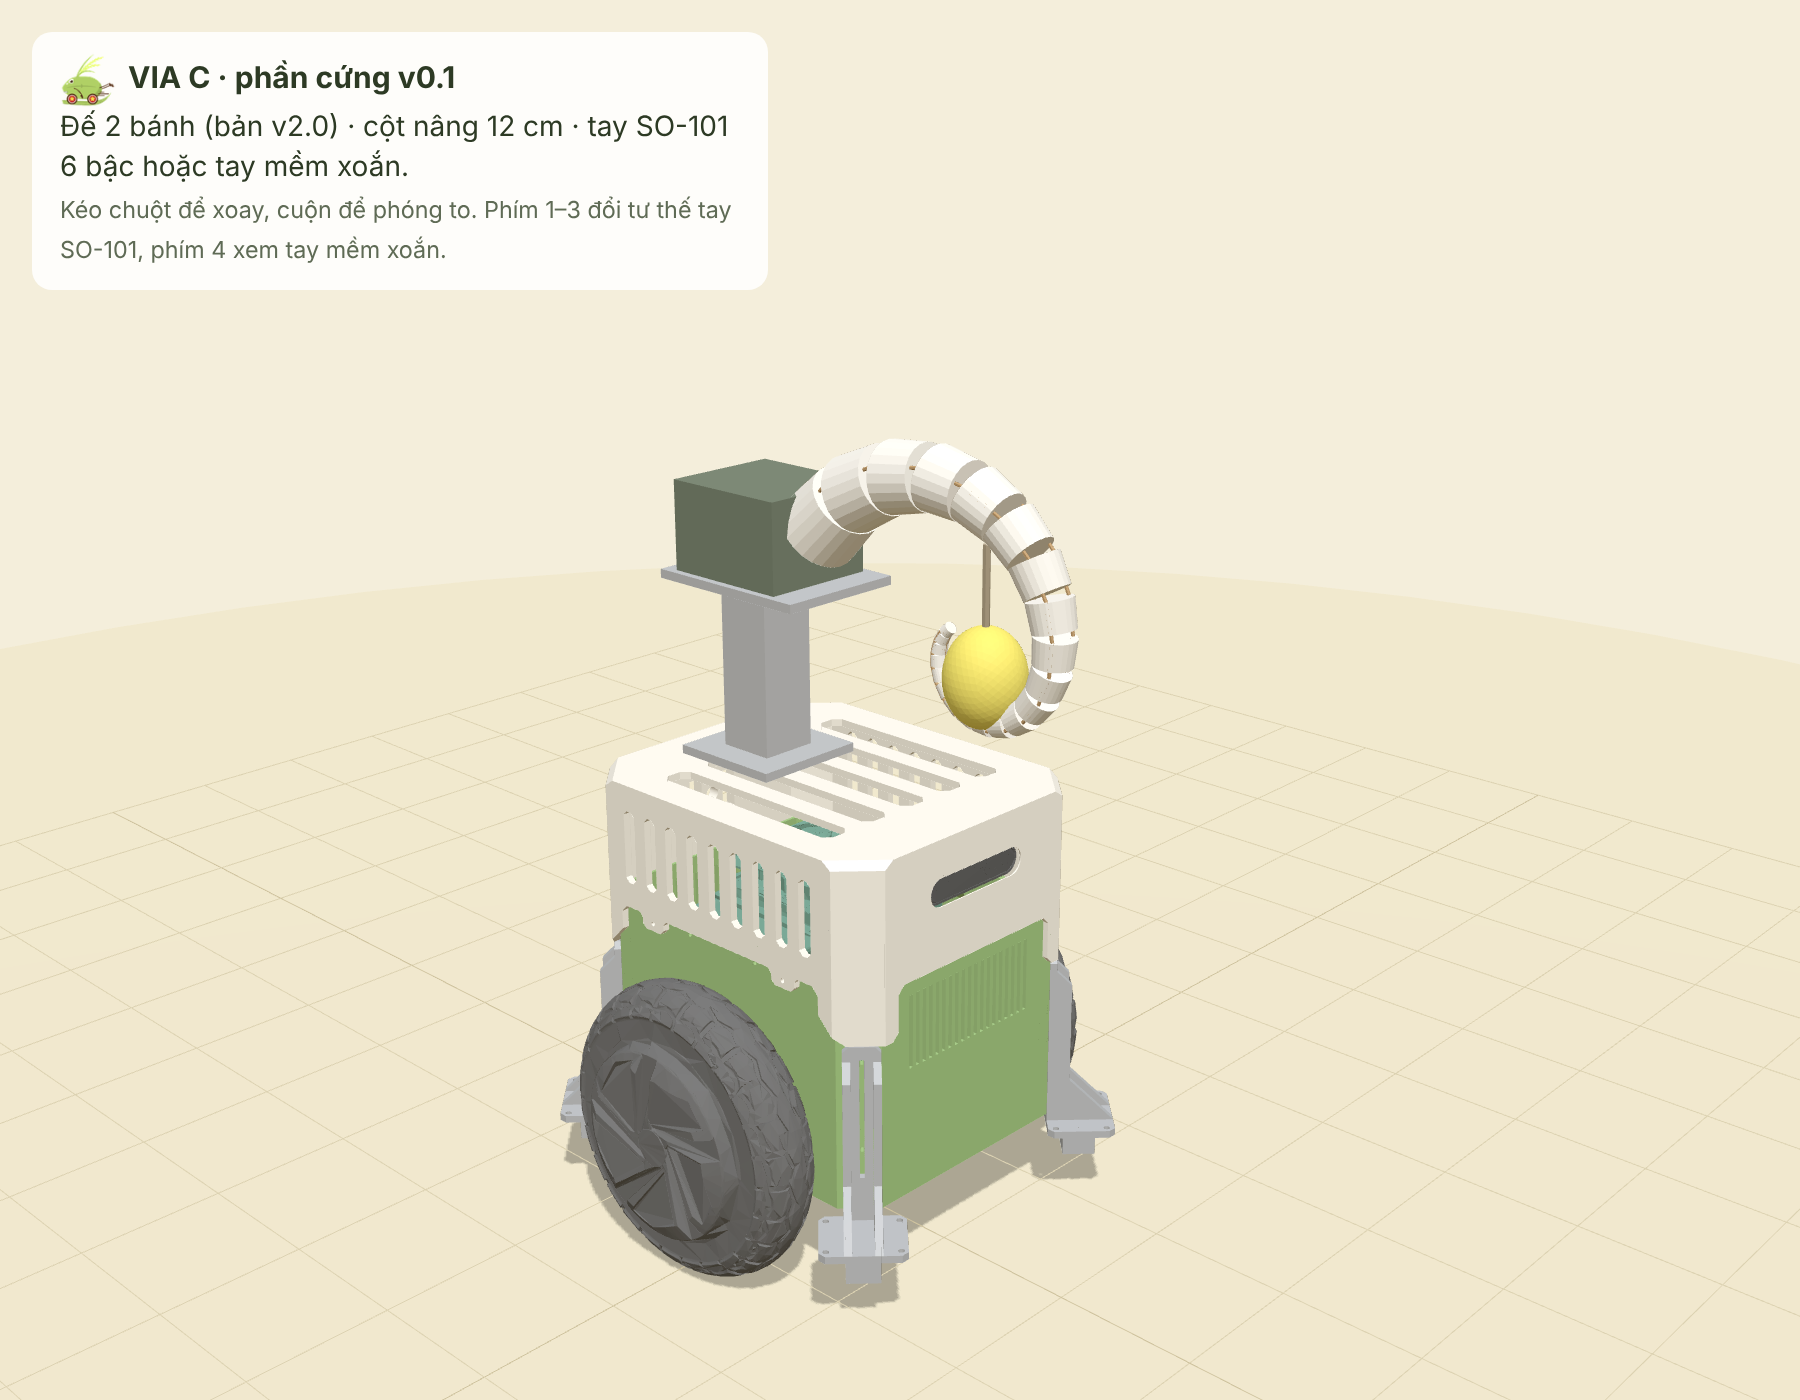 VIA C · phần cứng v0.1
Đế 2 bánh (bản v2.0) · cột nâng 12 cm · tay SO-101
6 bậc hoặc tay mềm xoắn.
Kéo chuột để xoay, cuộn để phóng to. Phím 1–3 đổi tư thế tay
SO-101, phím 4 xem tay mềm xoắn.